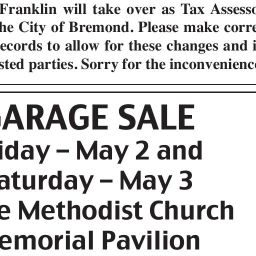 Franklin will take over as Tax Assess
he City of Bremond. Please make corre
ecords to allow for these changes and i
sted parties. Sorry for the inconvenienc
GARAGE SALE
iday – May 2 and
aturday – May 3
e Methodist Church
emorial Pavilion